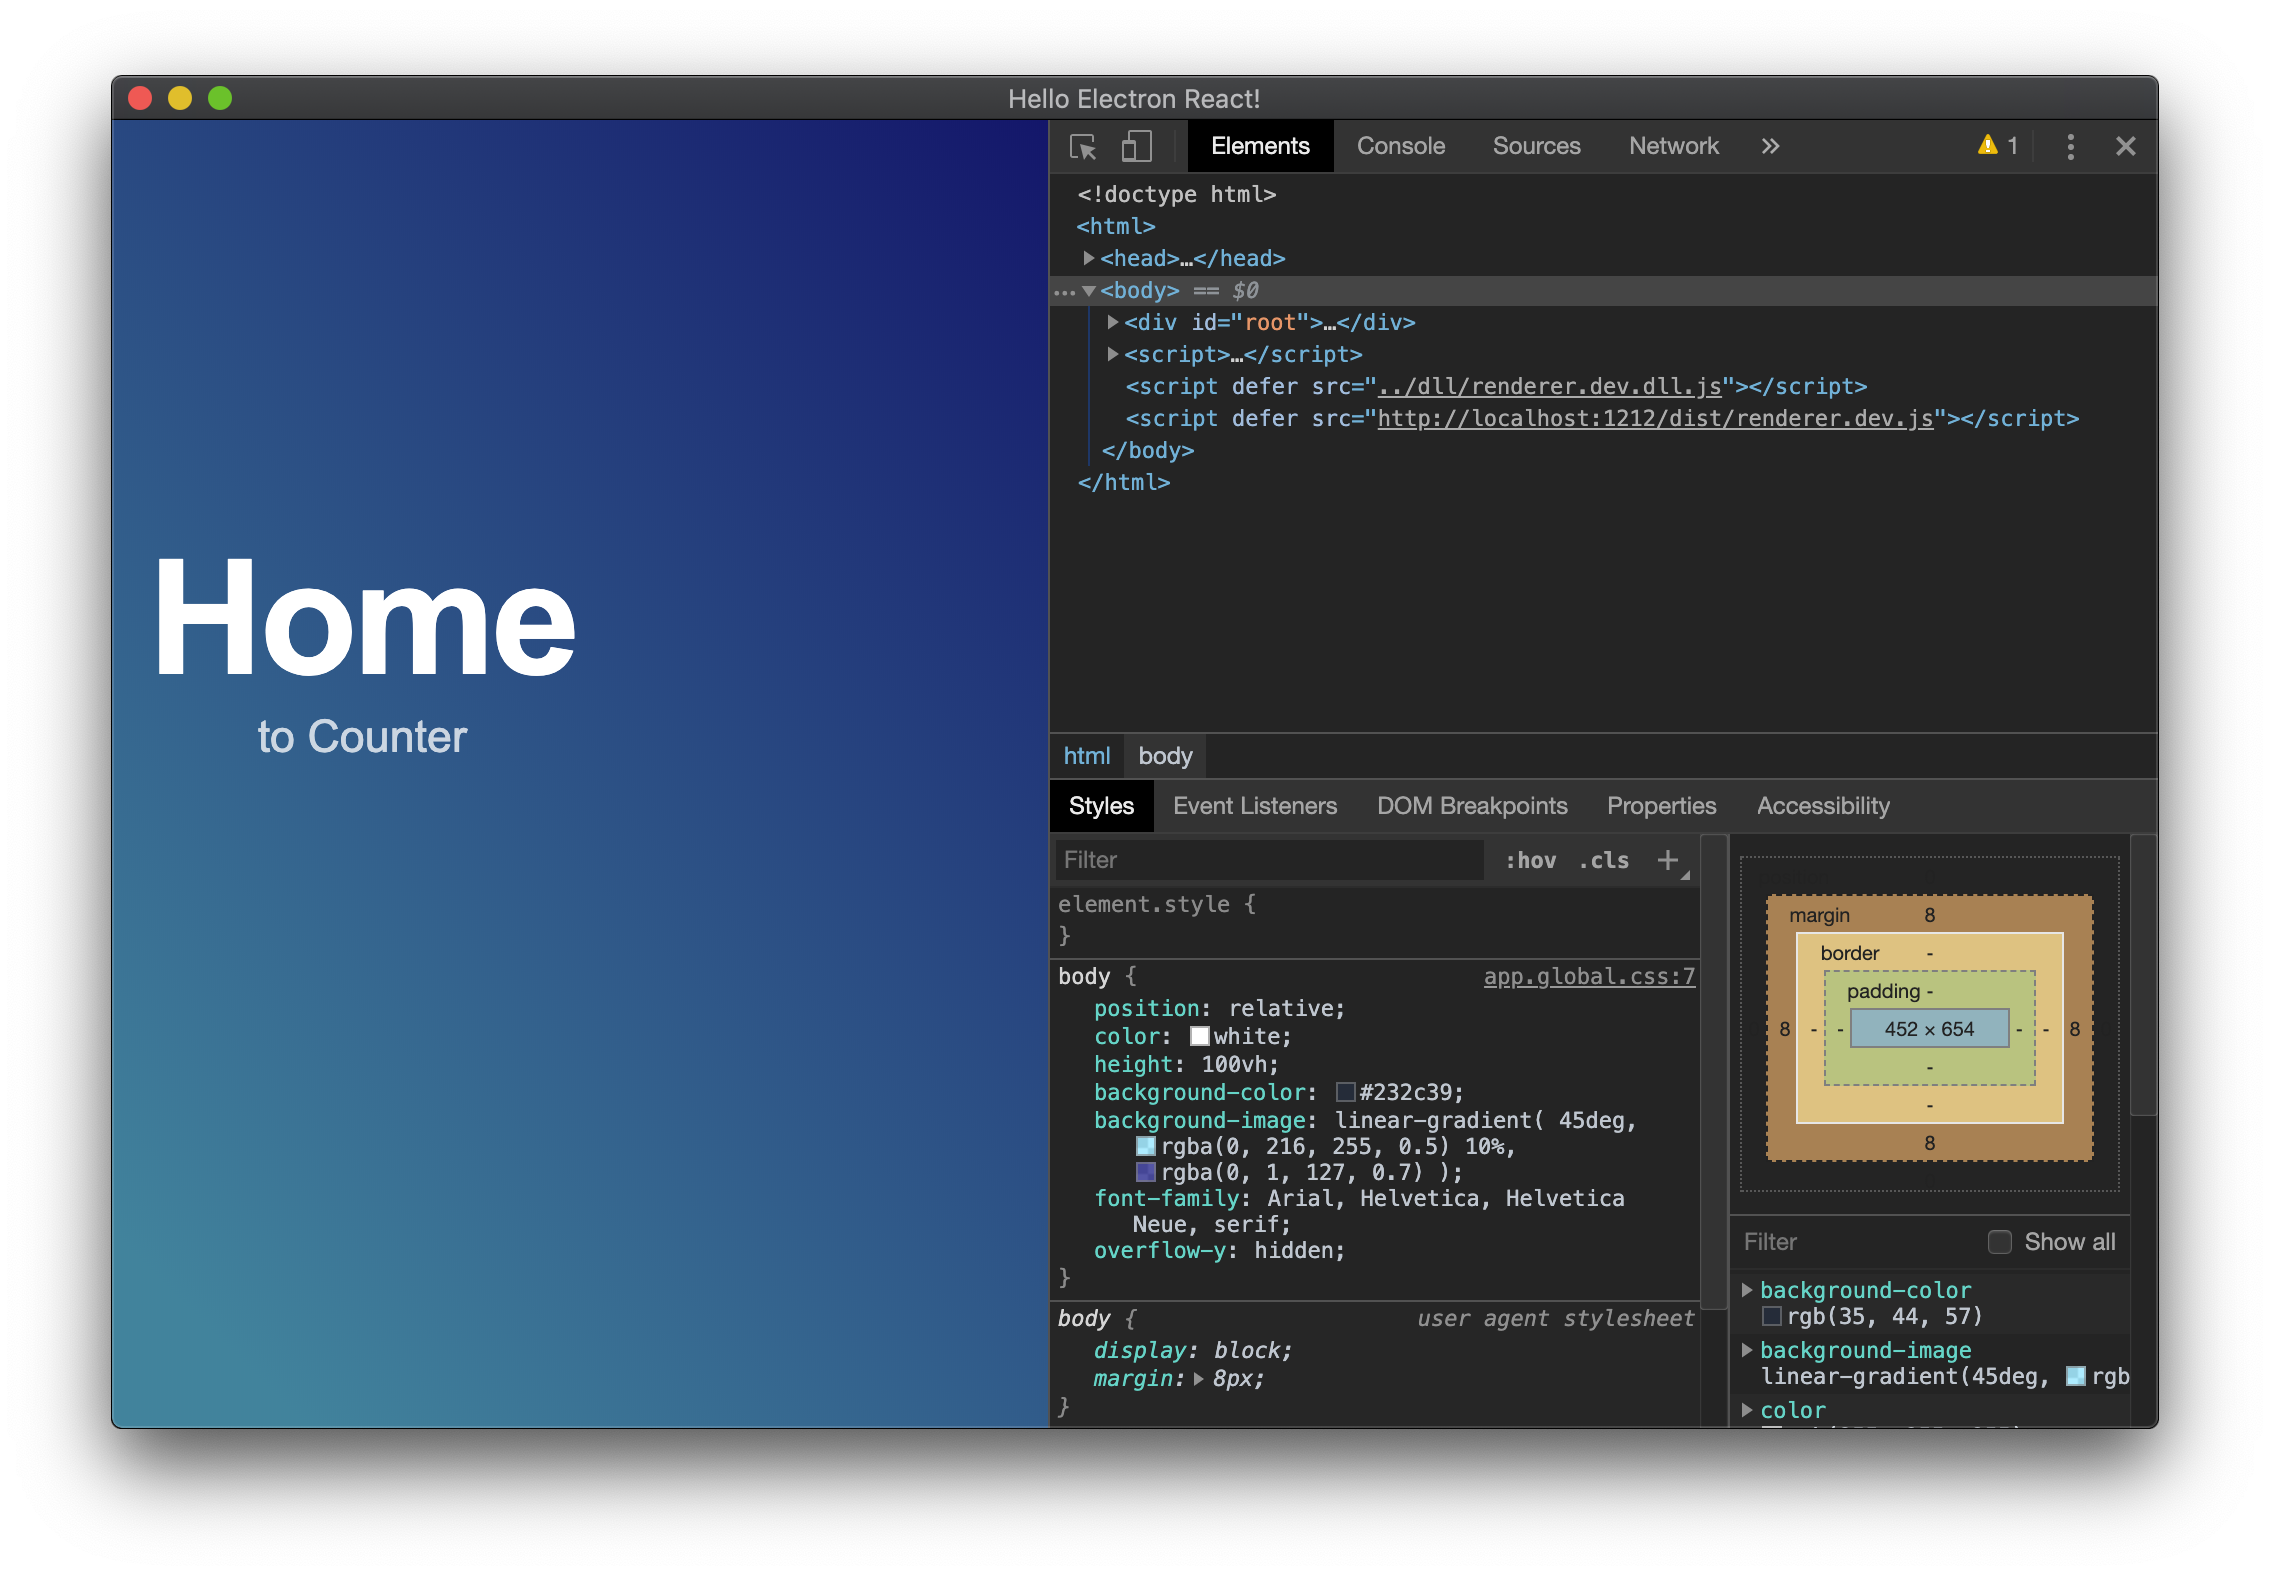 Hello Electron React!
Home
to Counter
Elements Console Sources Network » 1
<!doctype html>
<html>
<head>…</head>
<body> == $0
<div id="root">…</div>
<script>…</script>
<script defer src="../dll/renderer.dev.dll.js"></script>
<script defer src="http://localhost:1212/dist/renderer.dev.js"></script>
</body>
</html>
html body
Styles Event Listeners DOM Breakpoints Properties Accessibility
Filter :hov .cls +
element.style {
}
body { app.global.css:7
position: relative;
color: white;
height: 100vh;
background-color: #232c39;
background-image: linear-gradient( 45deg,
rgba(0, 216, 255, 0.5) 10%,
rgba(0, 1, 127, 0.7) );
font-family: Arial, Helvetica, Helvetica
Neue, serif;
overflow-y: hidden;
}
body { user agent stylesheet
display: block;
margin: 8px;
}
margin 8
border -
padding -
8 - - 452 × 654 - - 8
-
-
8
Filter Show all
background-color
rgb(35, 44, 57)
background-image
linear-gradient(45deg, rgb
color